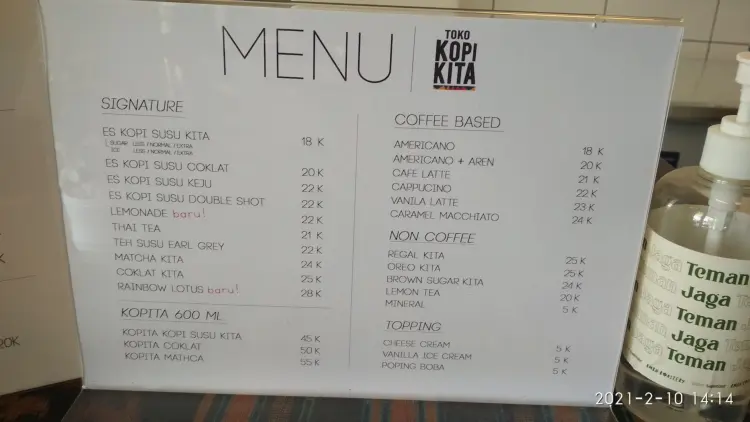 MENU
TOKO
KOPI
KITA
SIGNATURE
ES KOPI SUSU KITA 18 K
SUGAR LESS / NORMAL / EXTRA
ICE LESS / NORMAL / EXTRA
ES KOPI SUSU COKLAT 20 K
ES KOPI SUSU KEJU 22 K
ES KOPI SUSU DOUBLE SHOT 22 K
LEMONADE baru! 22 K
THAI TEA 21 K
TEH SUSU EARL GREY 22 K
MATCHA KITA 24 K
COKLAT KITA 25 K
RAINBOW LOTUS baru! 28 K
KOPITA 600 ML
KOPITA KOPI SUSU KITA 45 K
KOPITA COKLAT 50 K
KOPITA MATHCA 55 K
COFFEE BASED
AMERICANO 18 K
AMERICANO + AREN 20 K
CAFE LATTE 21 K
CAPPUCINO 22 K
VANILA LATTE 23 K
CARAMEL MACCHIATO 24 K
NON COFFEE
REGAL KITA 25 K
OREO KITA 25 K
BROWN SUGAR KITA 24 K
LEMON TEA 20 K
MINERAL 5 K
TOPPING
CHEESE CREAM 5 K
VANILLA ICE CREAM 5 K
POPING BOBA 5 K
Jaga Teman
Jaga
Teman
Jaga
Teman
2021-2-10 14:14